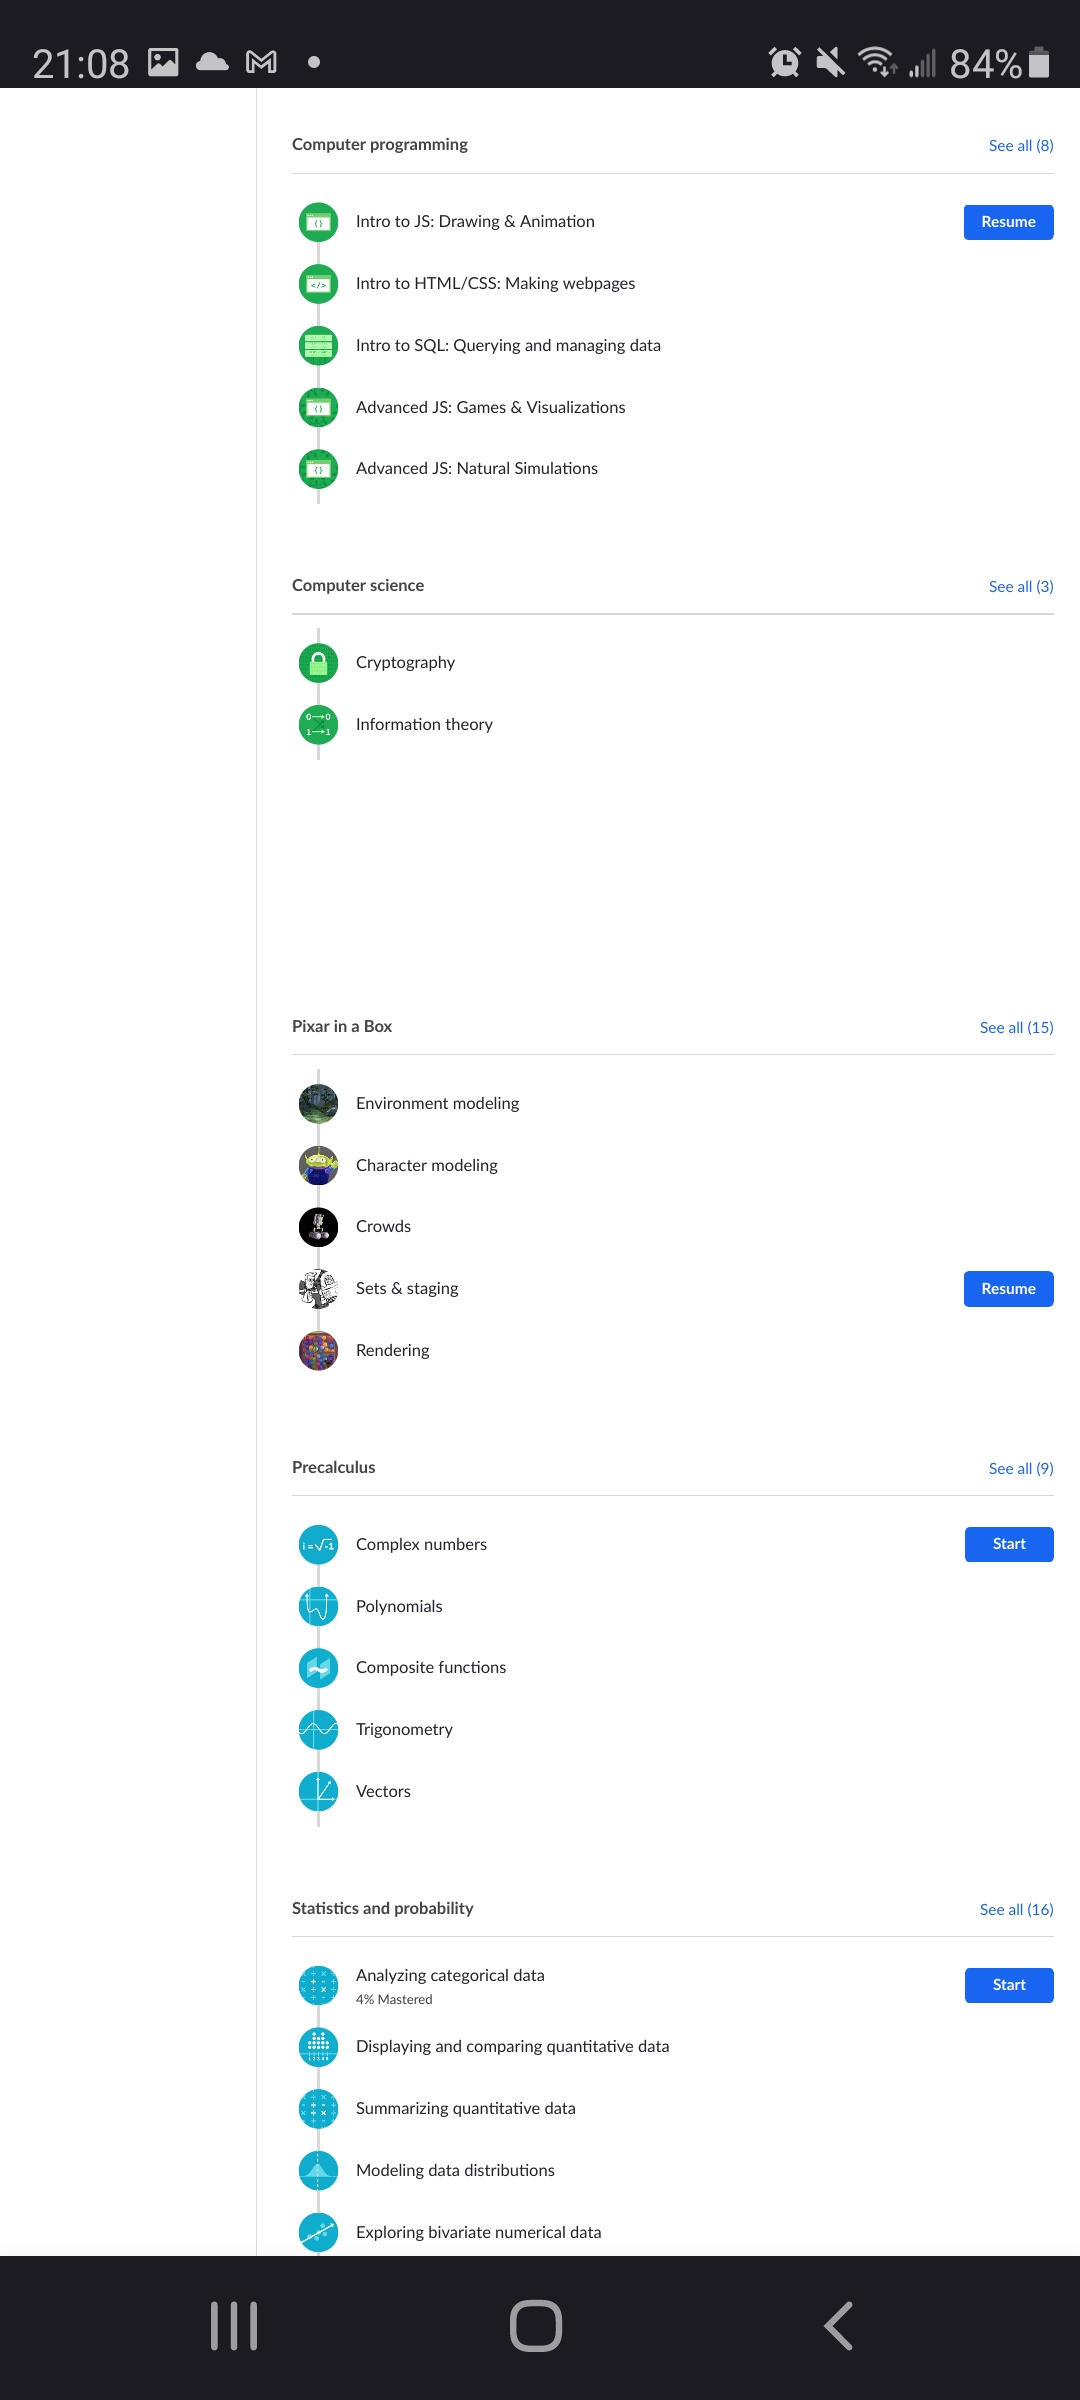 21:08
84%
Computer programming
See all (8)
Intro to JS: Drawing & Animation
Resume
Intro to HTML/CSS: Making webpages
Intro to SQL: Querying and managing data
Advanced JS: Games & Visualizations
Advanced JS: Natural Simulations
Computer science
See all (3)
Cryptography
0→0
1→1
Information theory
Pixar in a Box
See all (15)
Environment modeling
Character modeling
Crowds
Sets & staging
Resume
Rendering
Precalculus
See all (9)
i=√-1
Complex numbers
Start
Polynomials
Composite functions
Trigonometry
Vectors
Statistics and probability
See all (16)
Analyzing categorical data
4% Mastered
Start
Displaying and comparing quantitative data
Summarizing quantitative data
Modeling data distributions
Exploring bivariate numerical data